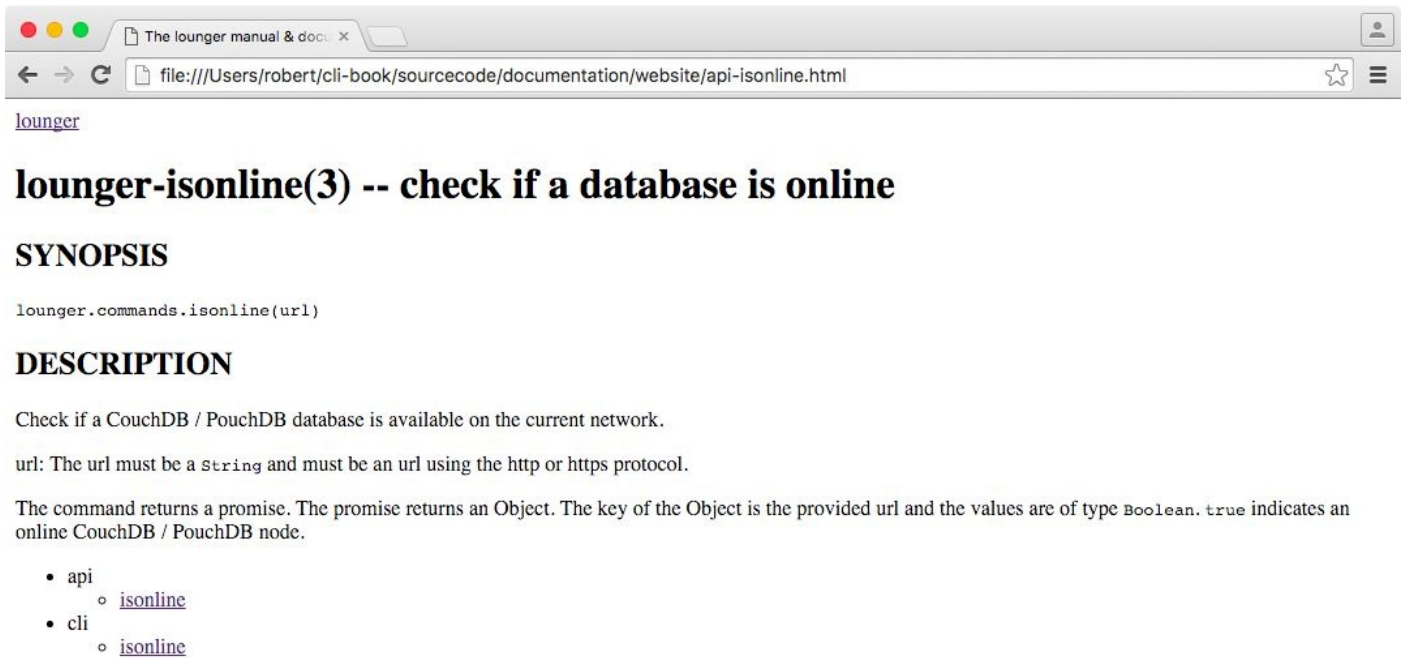 The lounger manual & docu
file:///Users/robert/cli-book/sourcecode/documentation/website/api-isonline.html
lounger
lounger-isonline(3) -- check if a database is online
SYNOPSIS
lounger.commands.isonline(url)
DESCRIPTION
Check if a CouchDB / PouchDB database is available on the current network.
url: The url must be a String and must be an url using the http or https protocol.
The command returns a promise. The promise returns an Object. The key of the Object is the provided url and the values are of type Boolean. true indicates an
online CouchDB / PouchDB node.
• api
◦ isonline
• cli
◦ isonline